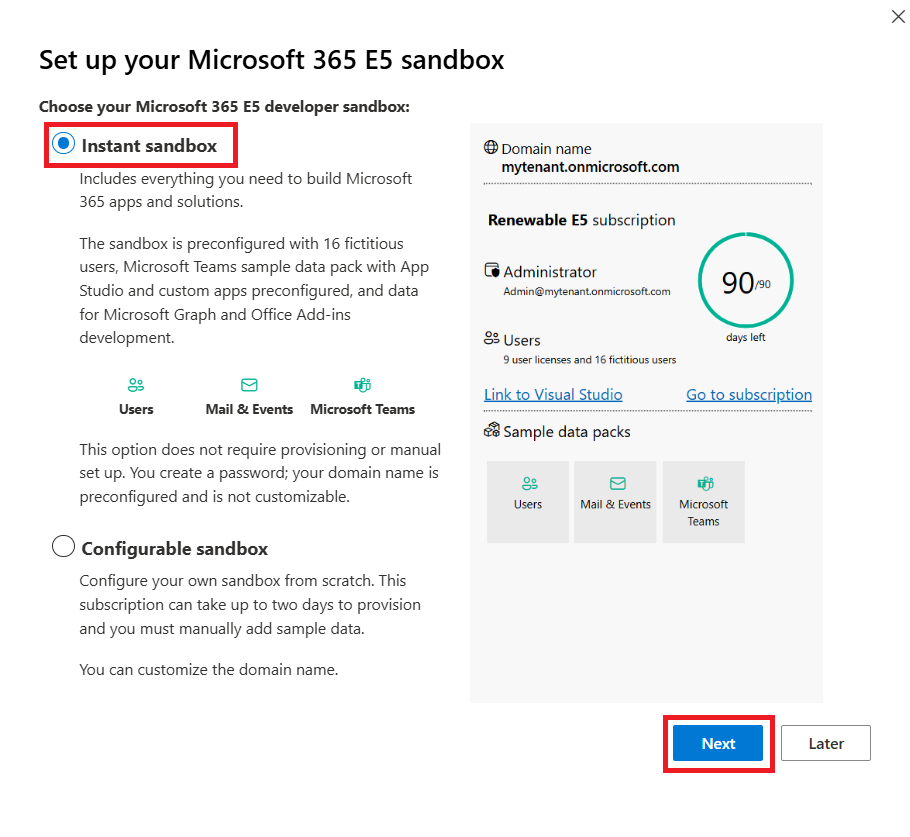 Set up your Microsoft 365 E5 sandbox
Choose your Microsoft 365 E5 developer sandbox:
Instant sandbox
Includes everything you need to build Microsoft
365 apps and solutions.
The sandbox is preconfigured with 16 fictitious
users, Microsoft Teams sample data pack with App
Studio and custom apps preconfigured, and data
for Microsoft Graph and Office Add-ins
development.
Users
Mail & Events
Microsoft Teams
This option does not require provisioning or manual
set up. You create a password; your domain name is
preconfigured and is not customizable.
Configurable sandbox
Configure your own sandbox from scratch. This
subscription can take up to two days to provision
and you must manually add sample data.
You can customize the domain name.
Domain name
mytenant.onmicrosoft.com
Renewable E5 subscription
Administrator
Admin@mytenant.onmicrosoft.com
90/90
days left
Users
9 user licenses and 16 fictitious users
Link to Visual Studio
Go to subscription
Sample data packs
Users
Mail & Events
Microsoft
Teams
Next
Later